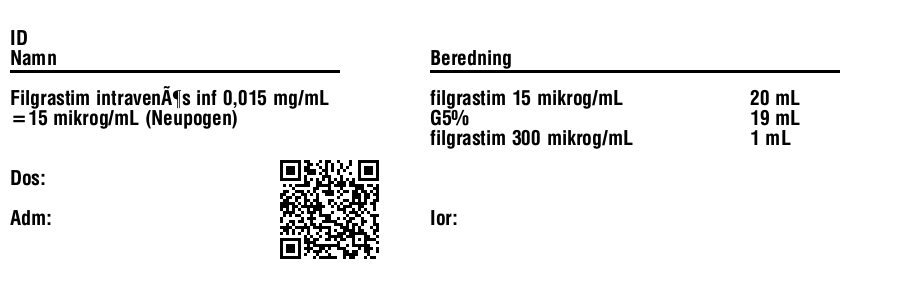 ID
Namn
Beredning
Filgrastim intravenÃ¶s inf 0,015 mg/mL
=15 mikrog/mL (Neupogen)
filgrastim 15 mikrog/mL 20 mL
G5% 19 mL
filgrastim 300 mikrog/mL 1 mL
Dos:
Adm:
Ior: